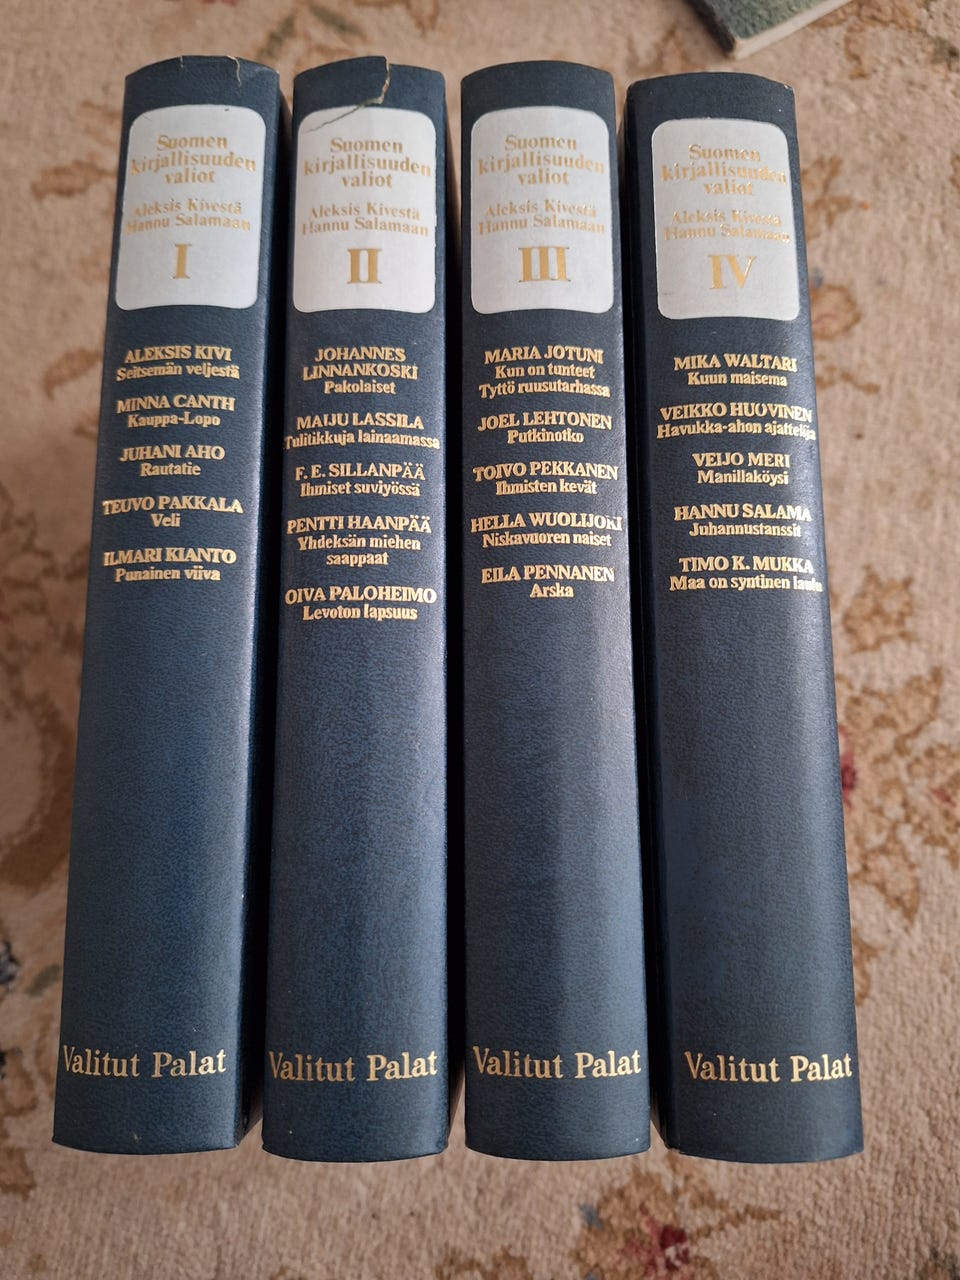 Suomen
kirjallisuuden
valiot
Aleksis Kivestä
Hannu Salamaan
I
ALEKSIS KIVI
Seitsemän veljestä
MINNA CANTH
Kauppa-Lopo
JUHANI AHO
Rautatie
TEUVO PAKKALA
Veli
ILMARI KIANTO
Punainen viiva
Valitut Palat
Suomen
kirjallisuuden
valiot
Aleksis Kivestä
Hannu Salamaan
II
JOHANNES
LINNANKOSKI
Pakolaiset
MAIJU LASSILA
Tulitikkuja lainaamassa
F. E. SILLANPÄÄ
Ihmiset suviyössä
PENTTI HAANPÄÄ
Yhdeksän miehen
saappaat
OIVA PALOHEIMO
Levoton lapsuus
Valitut Palat
Suomen
kirjallisuuden
valiot
Aleksis Kivestä
Hannu Salamaan
III
MARIA JOTUNI
Kun on tunteet
Tyttö ruusutarhassa
JOEL LEHTONEN
Putkinotko
TOIVO PEKKANEN
Ihmisten kevät
HELLA WUOLIJOKI
Niskavuoren naiset
EILA PENNANEN
Arska
Valitut Palat
Suomen
kirjallisuuden
valiot
Aleksis Kivestä
Hannu Salamaan
IV
MIKA WALTARI
Kuun maisema
VEIKKO HUOVINEN
Havukka-ahon ajattelija
VEIJO MERI
Manillaköysi
HANNU SALAMA
Juhannustanssit
TIMO K. MUKKA
Maa on syntinen laulu
Valitut Palat